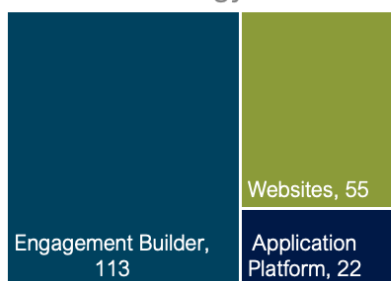 Websites, 55
Engagement Builder,
113
Application
Platform, 22